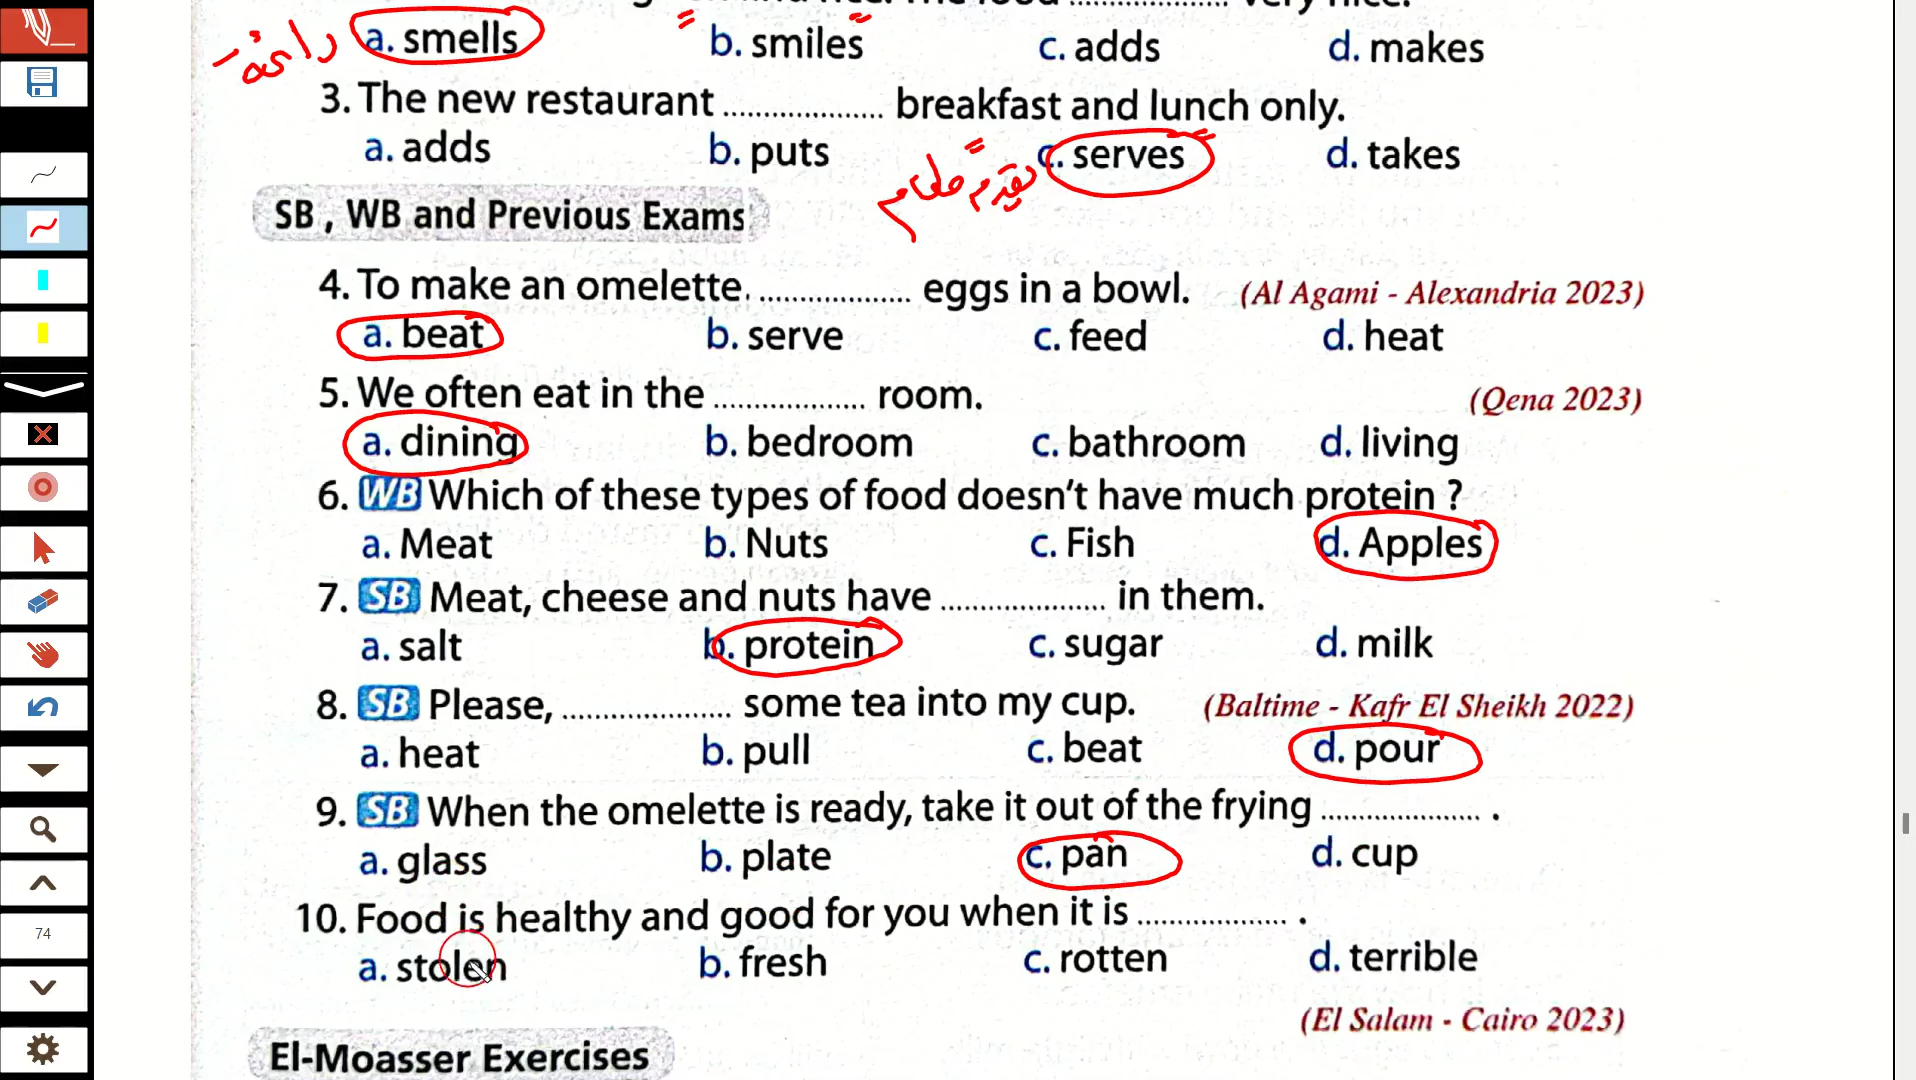 very nice.
a. smells b. smiles c. adds d. makes
3. The new restaurant ................... breakfast and lunch only.
a. adds b. puts c. serves d. takes
يقدم طعام
SB , WB and Previous Exams
4. To make an omelette, ................... eggs in a bowl. (Al Agami - Alexandria 2023)
a. beat b. serve c. feed d. heat
5. We often eat in the ................... room. (Qena 2023)
a. dining b. bedroom c. bathroom d. living
6. WB Which of these types of food doesn't have much protein ?
a. Meat b. Nuts c. Fish d. Apples
7. SB Meat, cheese and nuts have ................... in them.
a. salt b. protein c. sugar d. milk
8. SB Please, ................... some tea into my cup. (Baltime - Kafr El Sheikh 2022)
a. heat b. pull c. beat d. pour
9. SB When the omelette is ready, take it out of the frying ................... .
a. glass b. plate c. pan d. cup
10. Food is healthy and good for you when it is ................... .
a. stolen b. fresh c. rotten d. terrible
(El Salam - Cairo 2023)
El-Moasser Exercises
74